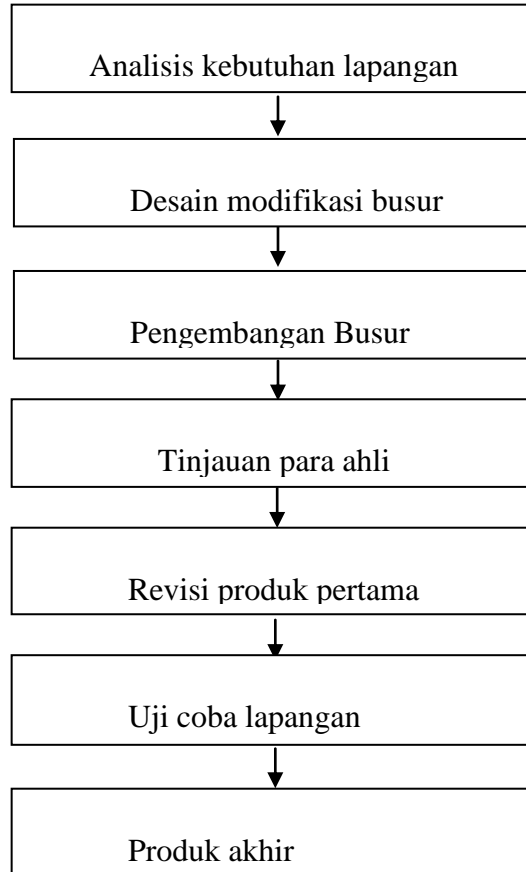 Analisis kebutuhan lapangan
Desain modifikasi busur
Pengembangan Busur
Tinjauan para ahli
Revisi produk pertama
Uji coba lapangan
Produk akhir